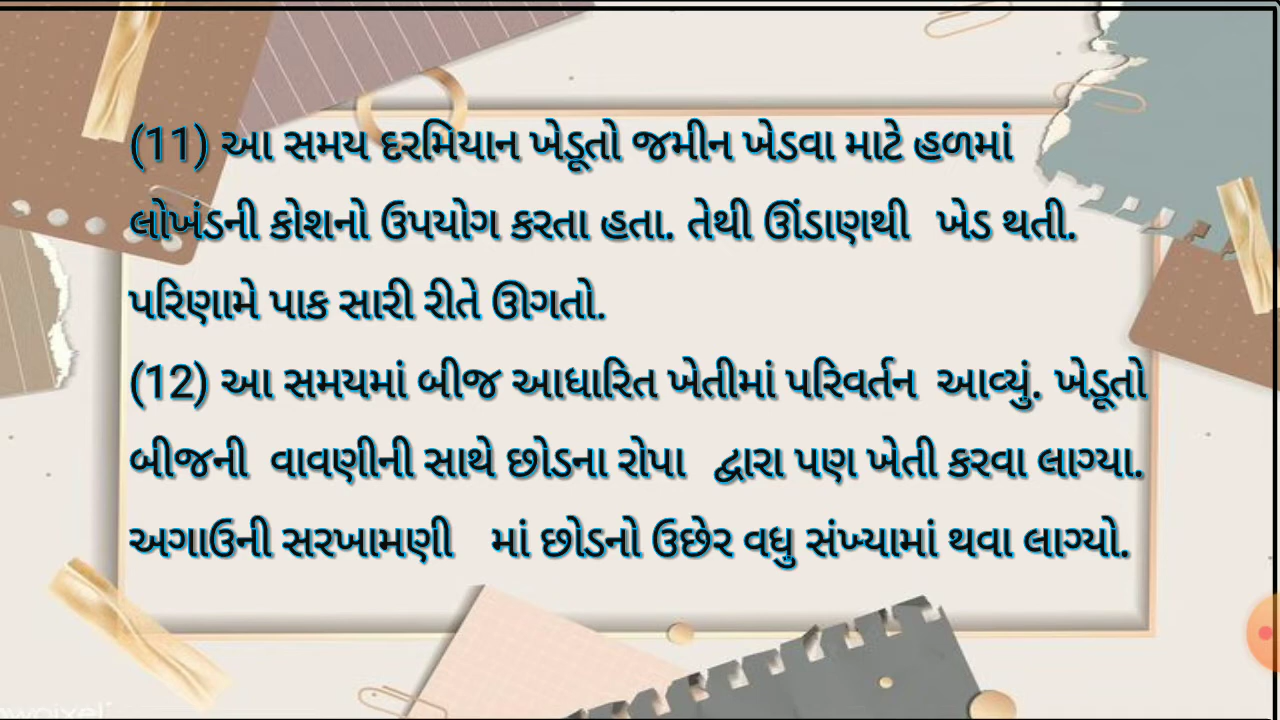 (11) આ સમય દરમિયાન ખેડૂતો જમીન ખેડવા માટે હળમાં
લોખંડની કોશનો ઉપયોગ કરતા હતા. તેથી ઊંડાણથી ખેડ થતી.
પરિણામે પાક સારી રીતે ઊગતો.
(12) આ સમયમાં બીજ આધારિત ખેતીમાં પરિવર્તન આવ્યું. ખેડૂતો
બીજની વાવણીની સાથે છોડના રોપા દ્વારા પણ ખેતી કરવા લાગ્યા.
અગાઉની સરખામણી માં છોડનો ઉછેર વધુ સંખ્યામાં થવા લાગ્યો.